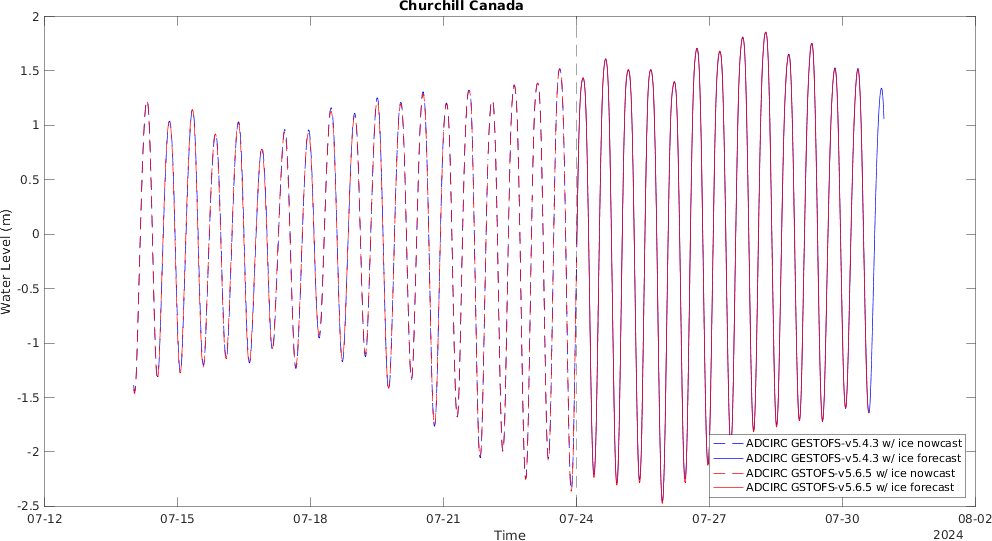 Churchill Canada
2
1.5
1
0.5
0
-0.5
-1
-1.5
-2
-2.5
Water Level (m)
ADCIRC GESTOFS-v5.4.3 w/ ice nowcast
ADCIRC GESTOFS-v5.4.3 w/ ice forecast
ADCIRC GSTOFS-v5.6.5 w/ ice nowcast
ADCIRC GSTOFS-v5.6.5 w/ ice forecast
07-12 07-15 07-18 07-21 07-24 07-27 07-30 08-02
Time
2024